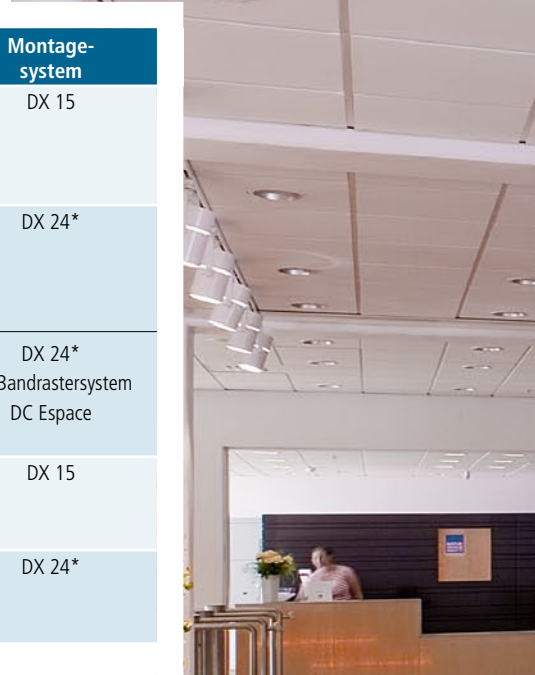 Montage-
system
DX 15
DX 24*
DX 24*
Bandrastersystem
DC Espace
DX 15
DX 24*